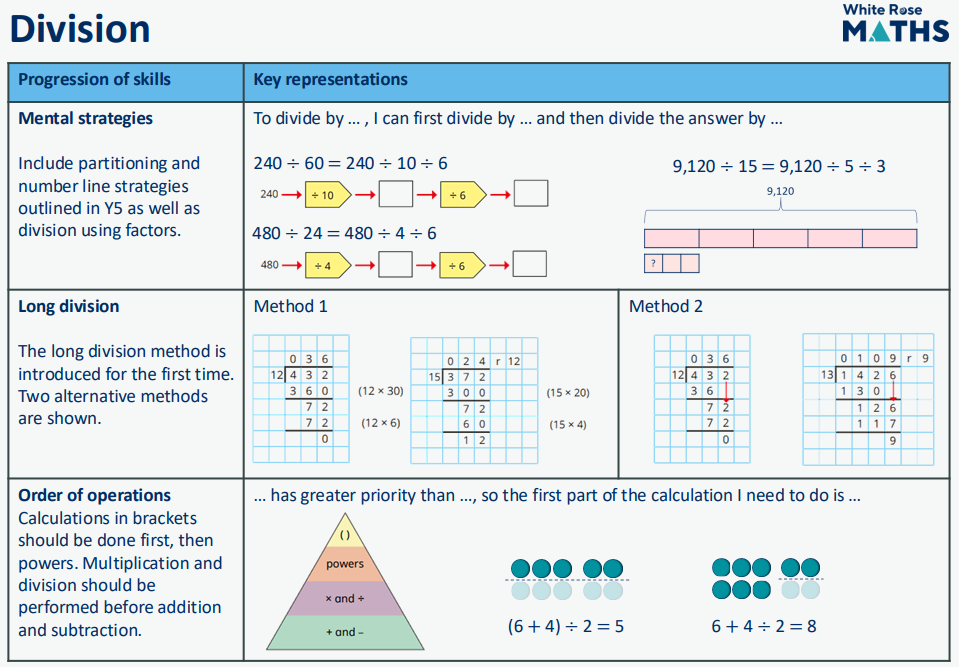 Division
White Rose
MATHS
Progression of skills
Key representations
Mental strategies
Include partitioning and
number line strategies
outlined in Y5 as well as
division using factors.
To divide by … , I can first divide by … and then divide the answer by …
240 ÷ 60 = 240 ÷ 10 ÷ 6
240 ÷ 10 ÷ 6
480 ÷ 24 = 480 ÷ 4 ÷ 6
480 ÷ 4 ÷ 6
9,120 ÷ 15 = 9,120 ÷ 5 ÷ 3
9,120
?
Long division
The long division method is
introduced for the first time.
Two alternative methods
are shown.
Method 1
0 3 6
12 4 3 2
3 6 0 (12 × 30)
7 2
7 2 (12 × 6)
0
0 2 4 r 12
15 3 7 2
3 0 0 (15 × 20)
7 2
6 0 (15 × 4)
1 2
Method 2
0 3 6
12 4 3 2
3 6
7 2
7 2
0
0 1 0 9 r 9
13 1 4 2 6
1 3 0
1 2 6
1 1 7
9
Order of operations
Calculations in brackets
should be done first, then
powers. Multiplication and
division should be
performed before addition
and subtraction.
… has greater priority than …, so the first part of the calculation I need to do is …
( )
powers
× and ÷
+ and –
(6 + 4) ÷ 2 = 5
6 + 4 ÷ 2 = 8